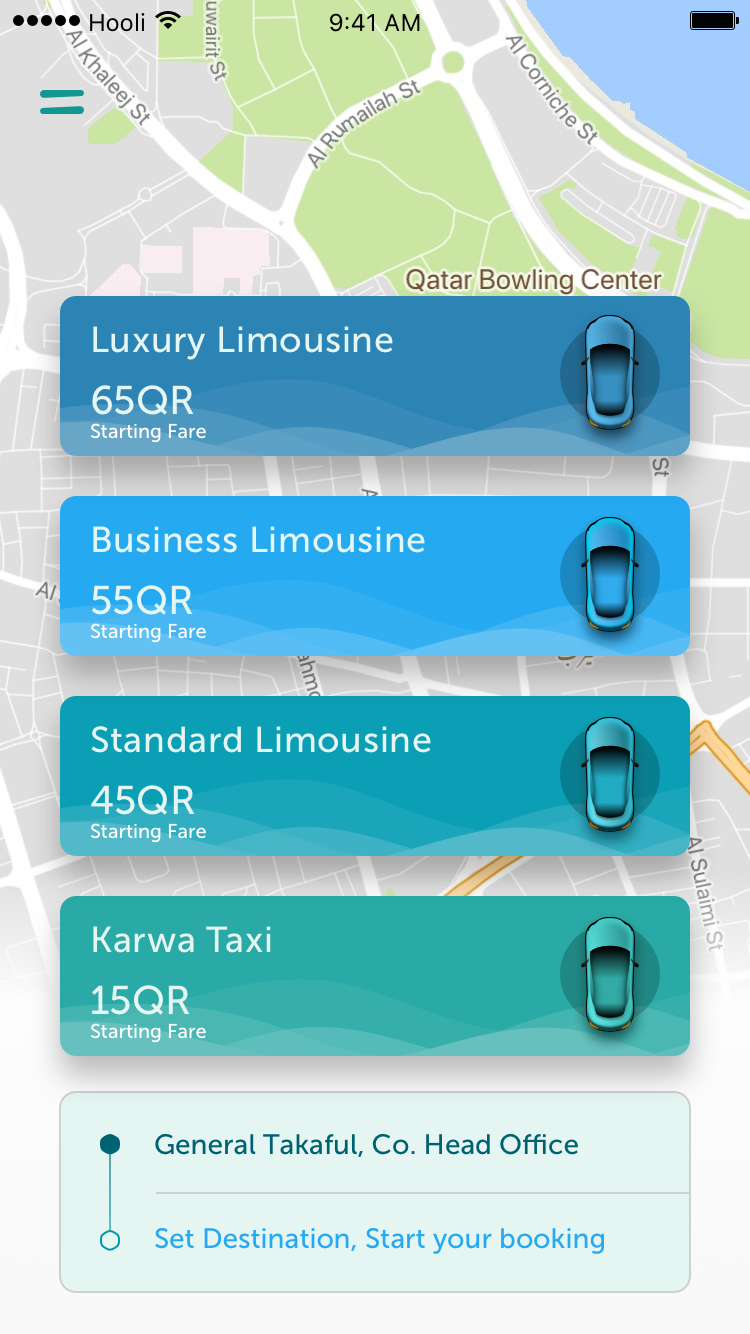 Hooli 9:41 AM
uwairit St
Al Khaleej St
Al Rumailah St
Al Corniche St
Qatar Bowling Center
Luxury Limousine
65QR
Starting Fare
St
Business Limousine
55QR
Starting Fare
Al
Standard Limousine
45QR
Starting Fare
Al Sulaimi St
Karwa Taxi
15QR
Starting Fare
General Takaful, Co. Head Office
Set Destination, Start your booking